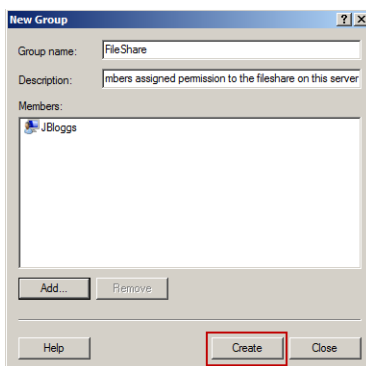 New Group
Group name: FileShare
Description: mbers assigned permission to the fileshare on this server
Members:
JBloggs
Add... Remove
Help Create Close